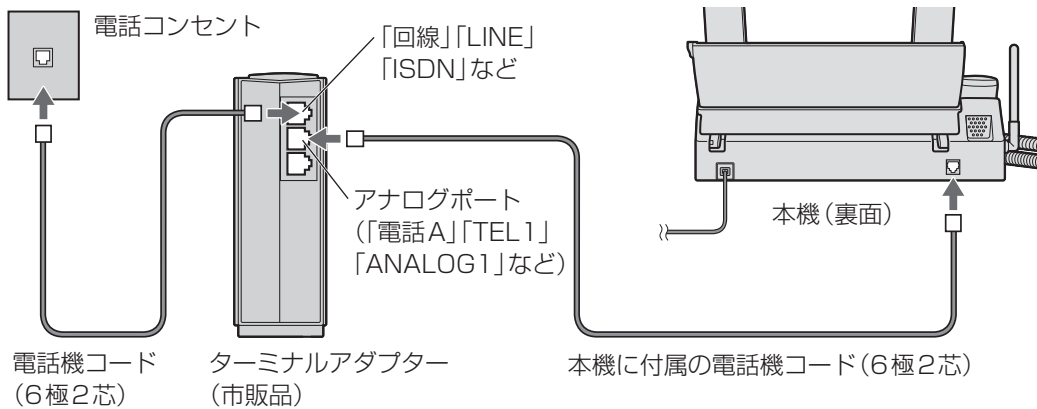 電話コンセント
「回線」「LINE」
「ISDN」など
アナログポート
（「電話A」「TEL1」
「ANALOG1」など）
本機（裏面）
電話機コード
（6極2芯）
ターミナルアダプター
（市販品）
本機に付属の電話機コード（6極2芯）